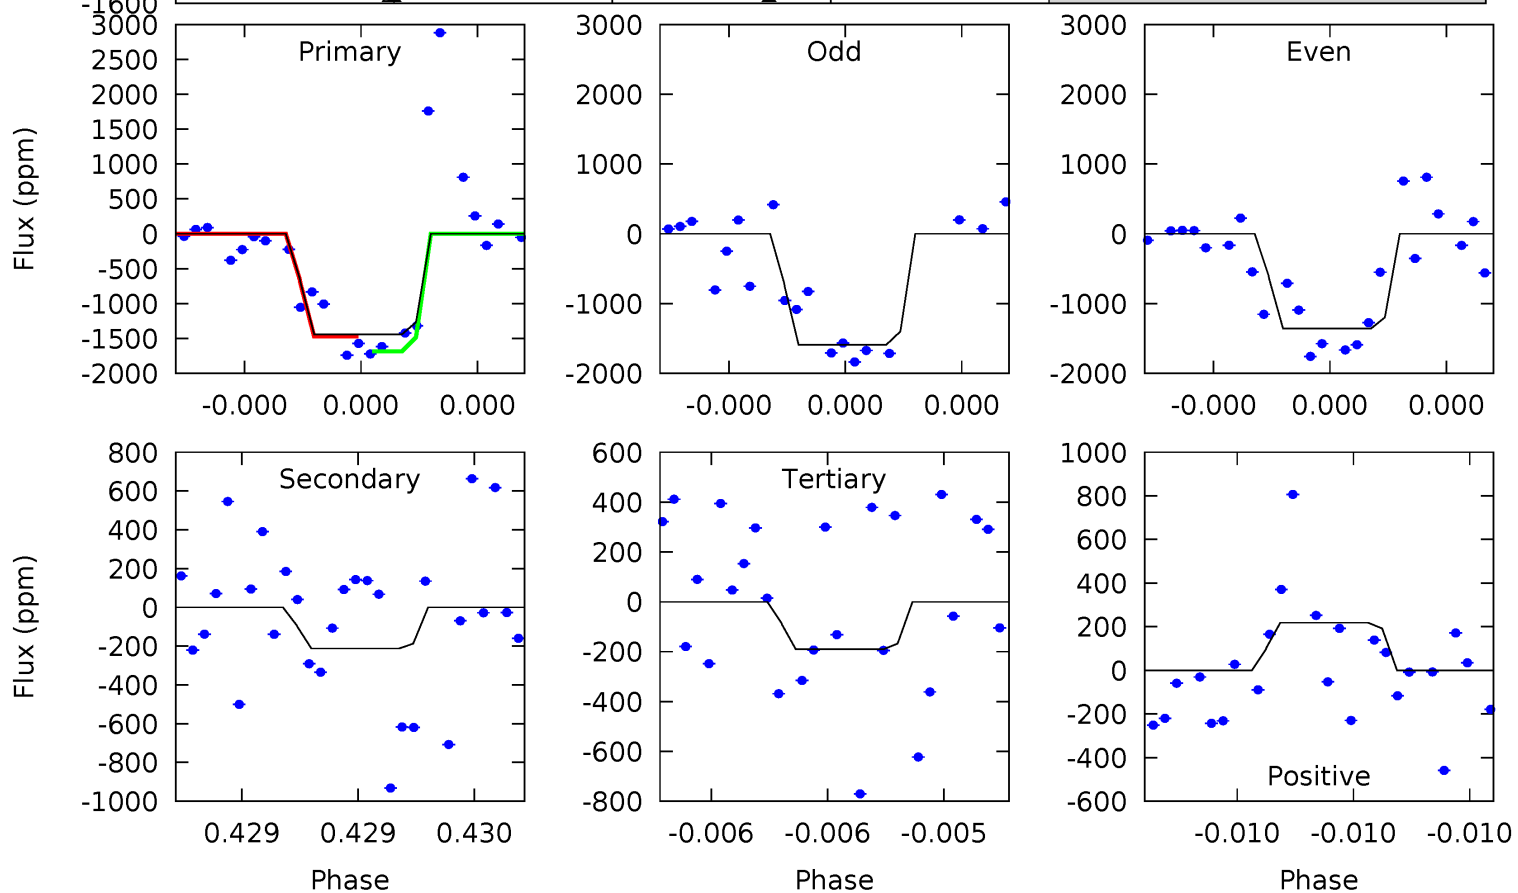 -1600
3000 3000 3000
Primary Odd Even
2500
2000 2000 2000
1500
1000 1000 1000
500
0 0 0
-500
-1000 -1000 -1000
-1500
-2000 -2000 -2000
Flux (ppm)
-0.000 0.000 0.000 -0.000 0.000 0.000 -0.000 0.000 0.000
800 600 1000
Secondary Tertiary
600 400 800
400 200 600
200 0 400
0 -200 200
-200 -400 0
-400 -600 -200
-600 -800 -400
-800 -600
-1000
Positive
Flux (ppm)
0.429 0.429 0.430 -0.006 -0.006 -0.005 -0.010 -0.010 -0.010
Phase Phase Phase